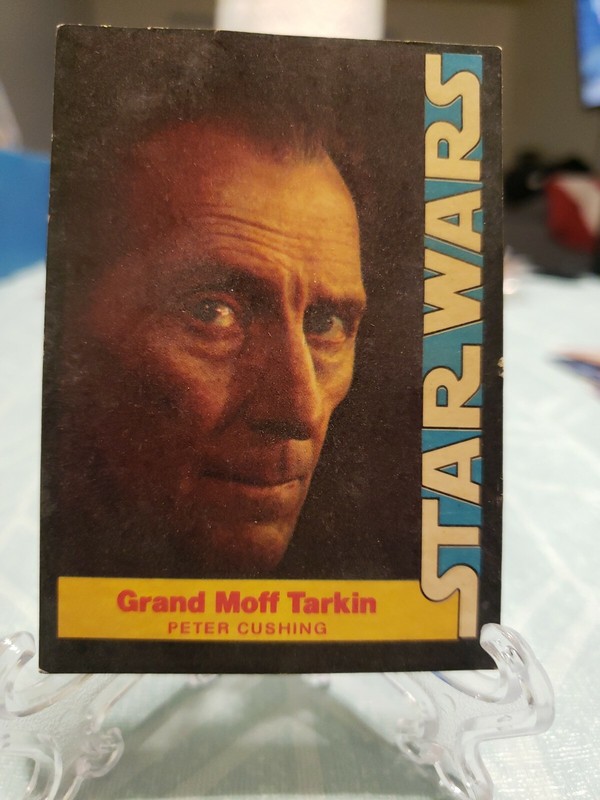 STAR WARS
Grand Moff Tarkin
PETER CUSHING